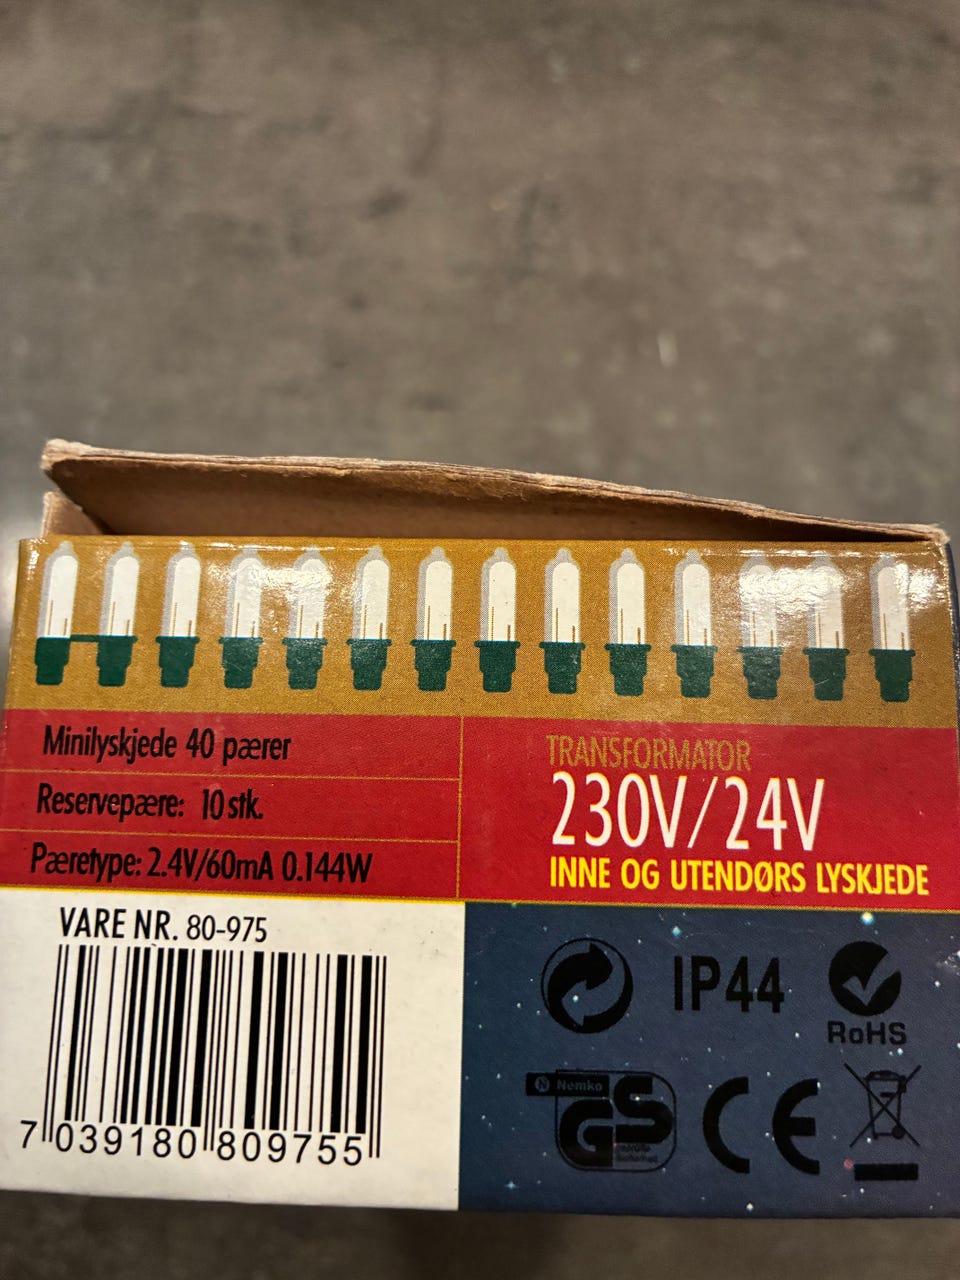 Minilyskjede 40 pærer
Reservepære: 10 stk.
Pæretype: 2.4V/60mA 0.144W
TRANSFORMATOR
230V/24V
INNE OG UTENDØRS LYSKJEDE
VARE NR. 80-975
7 039180 809755
IP44
RoHS
N Nemko
GS
CE